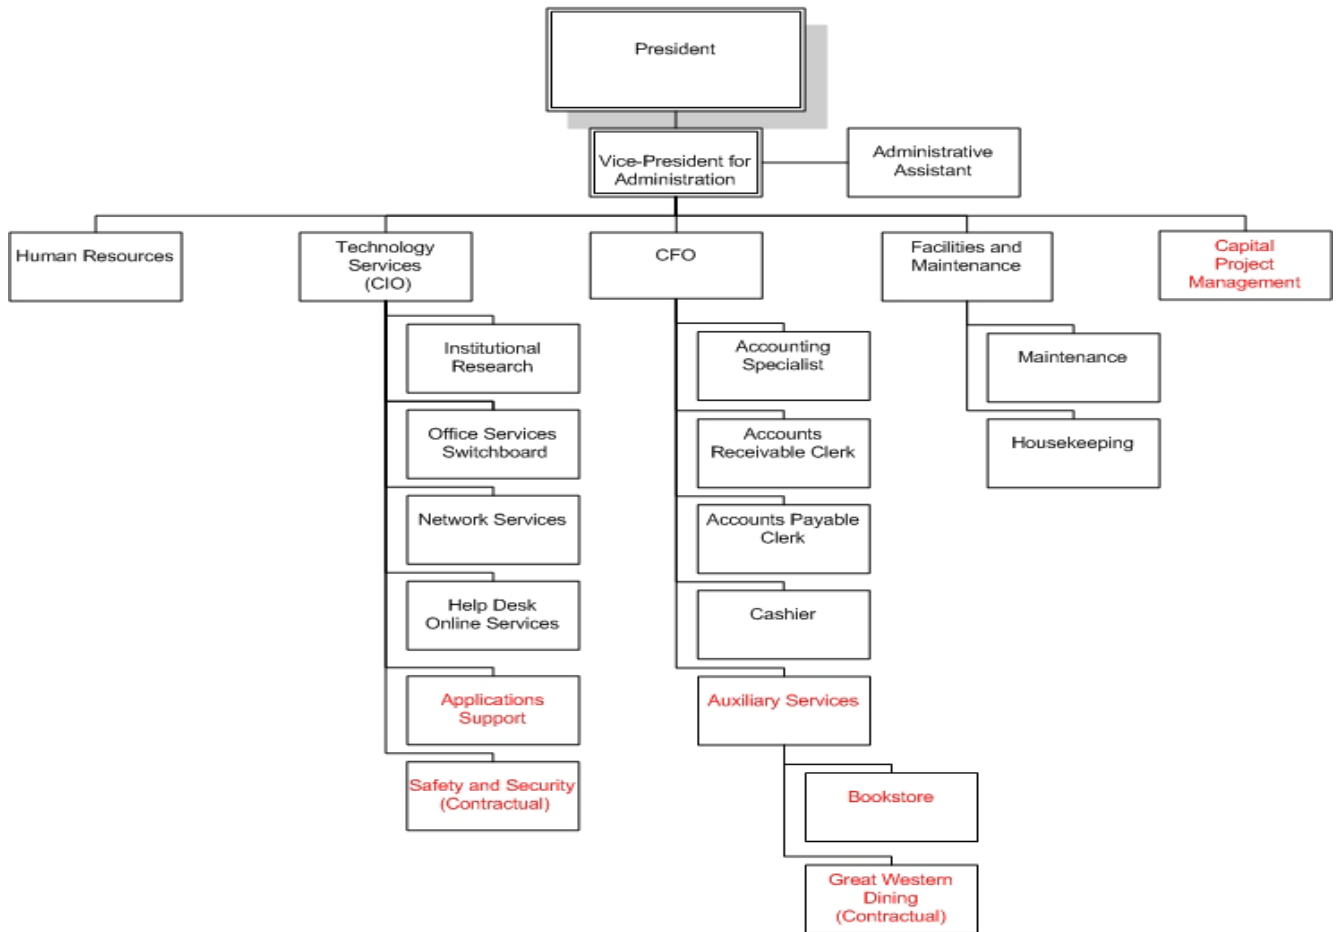 President
Vice-President for
Administration
Administrative
Assistant
Human Resources
Technology
Services
(CIO)
CFO
Facilities and
Maintenance
Capital
Project
Management
Institutional
Research
Office Services
Switchboard
Network Services
Help Desk
Online Services
Applications
Support
Safety and Security
(Contractual)
Accounting
Specialist
Accounts
Receivable Clerk
Accounts Payable
Clerk
Cashier
Auxiliary Services
Bookstore
Great Western
Dining
(Contractual)
Maintenance
Housekeeping